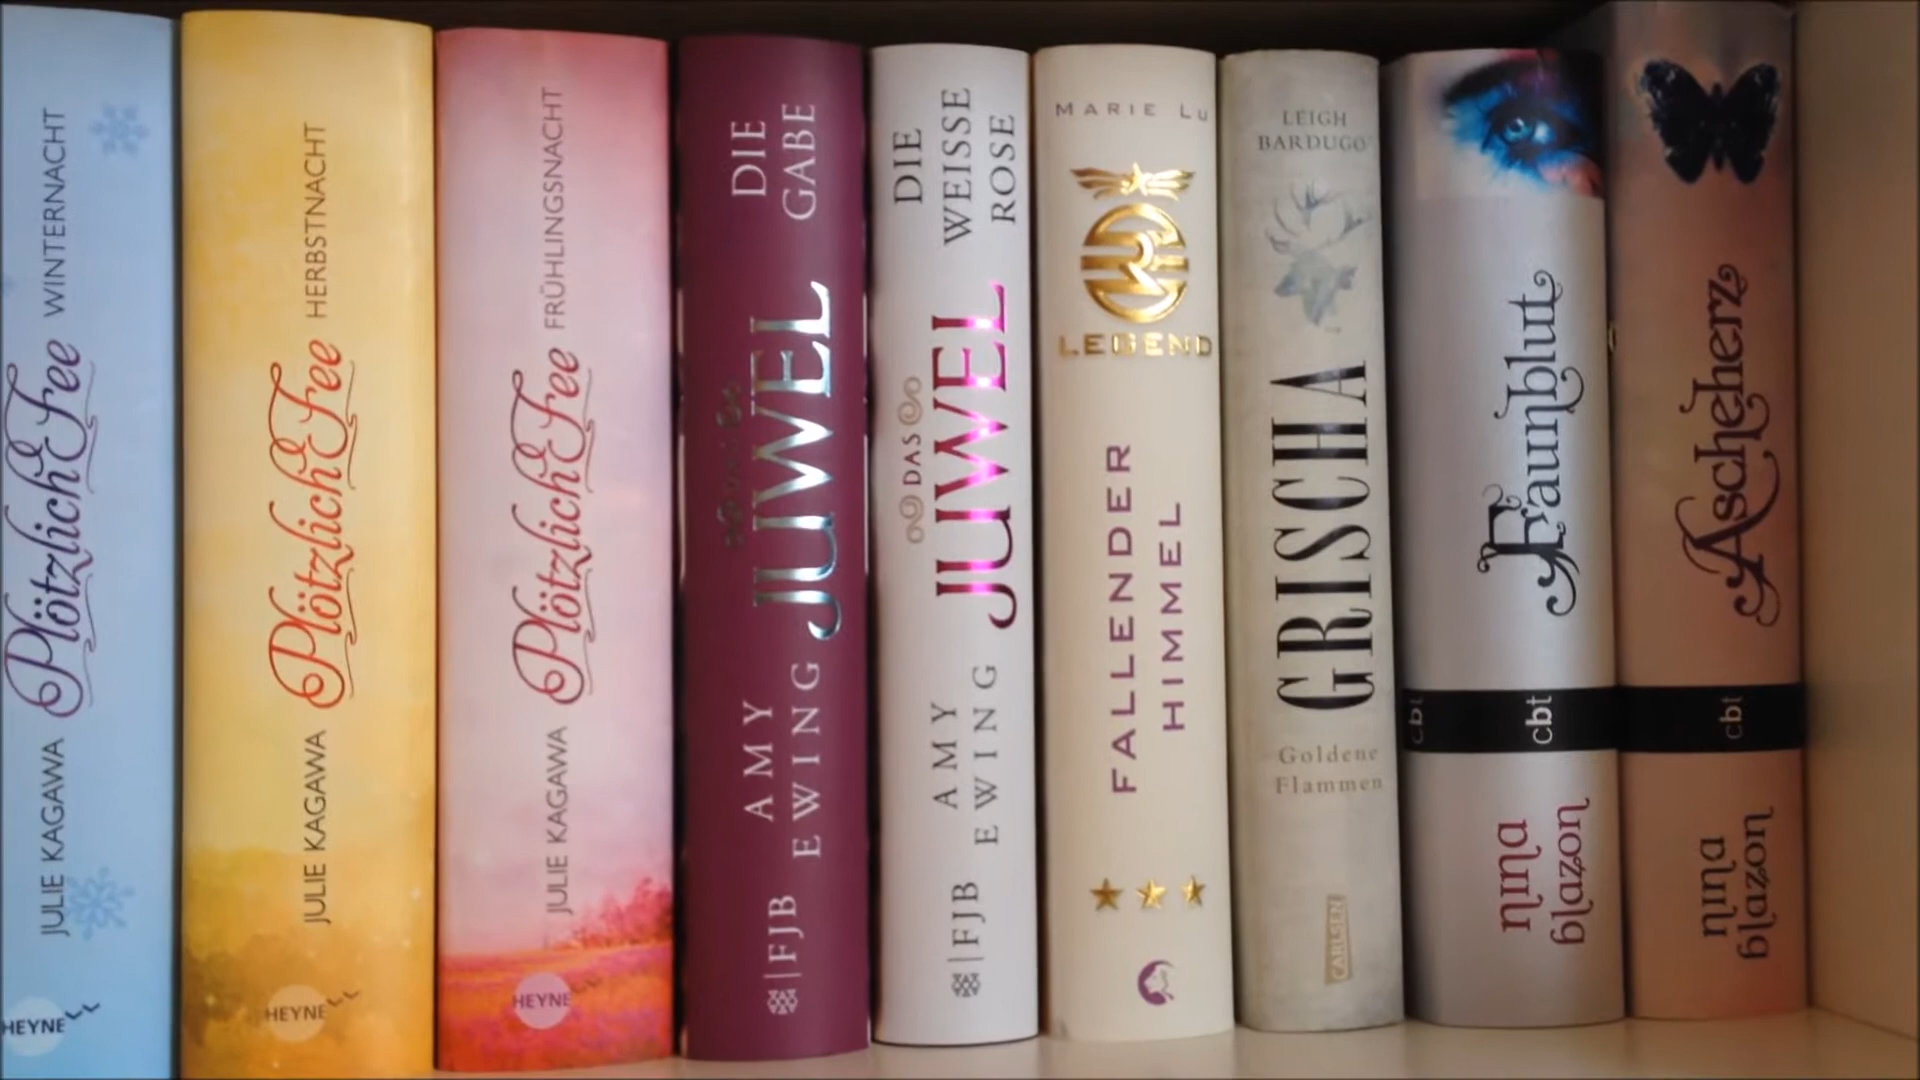 JULIE KAGAWA
Plötzlich Fee
WINTERNACHT
HEYNE
JULIE KAGAWA
Plötzlich Fee
HERBSTNACHT
HEYNE
JULIE KAGAWA
Plötzlich Fee
FRÜHLINGSNACHT
HEYNE
DIE
GABE
JUWEL
AMY
EWING
FJB
DIE
WEISSE
ROSE
DAS
JUWEL
AMY
EWING
FJB
MARIE LU
LEGEND
FALLENDER
HIMMEL
LEIGH
BARDUGO
GRISCHA
Goldene
Flammen
CARLSEN
Faunblut
cbt
cbt
nina
blazon
Ascheherz
cbt
nina
blazon